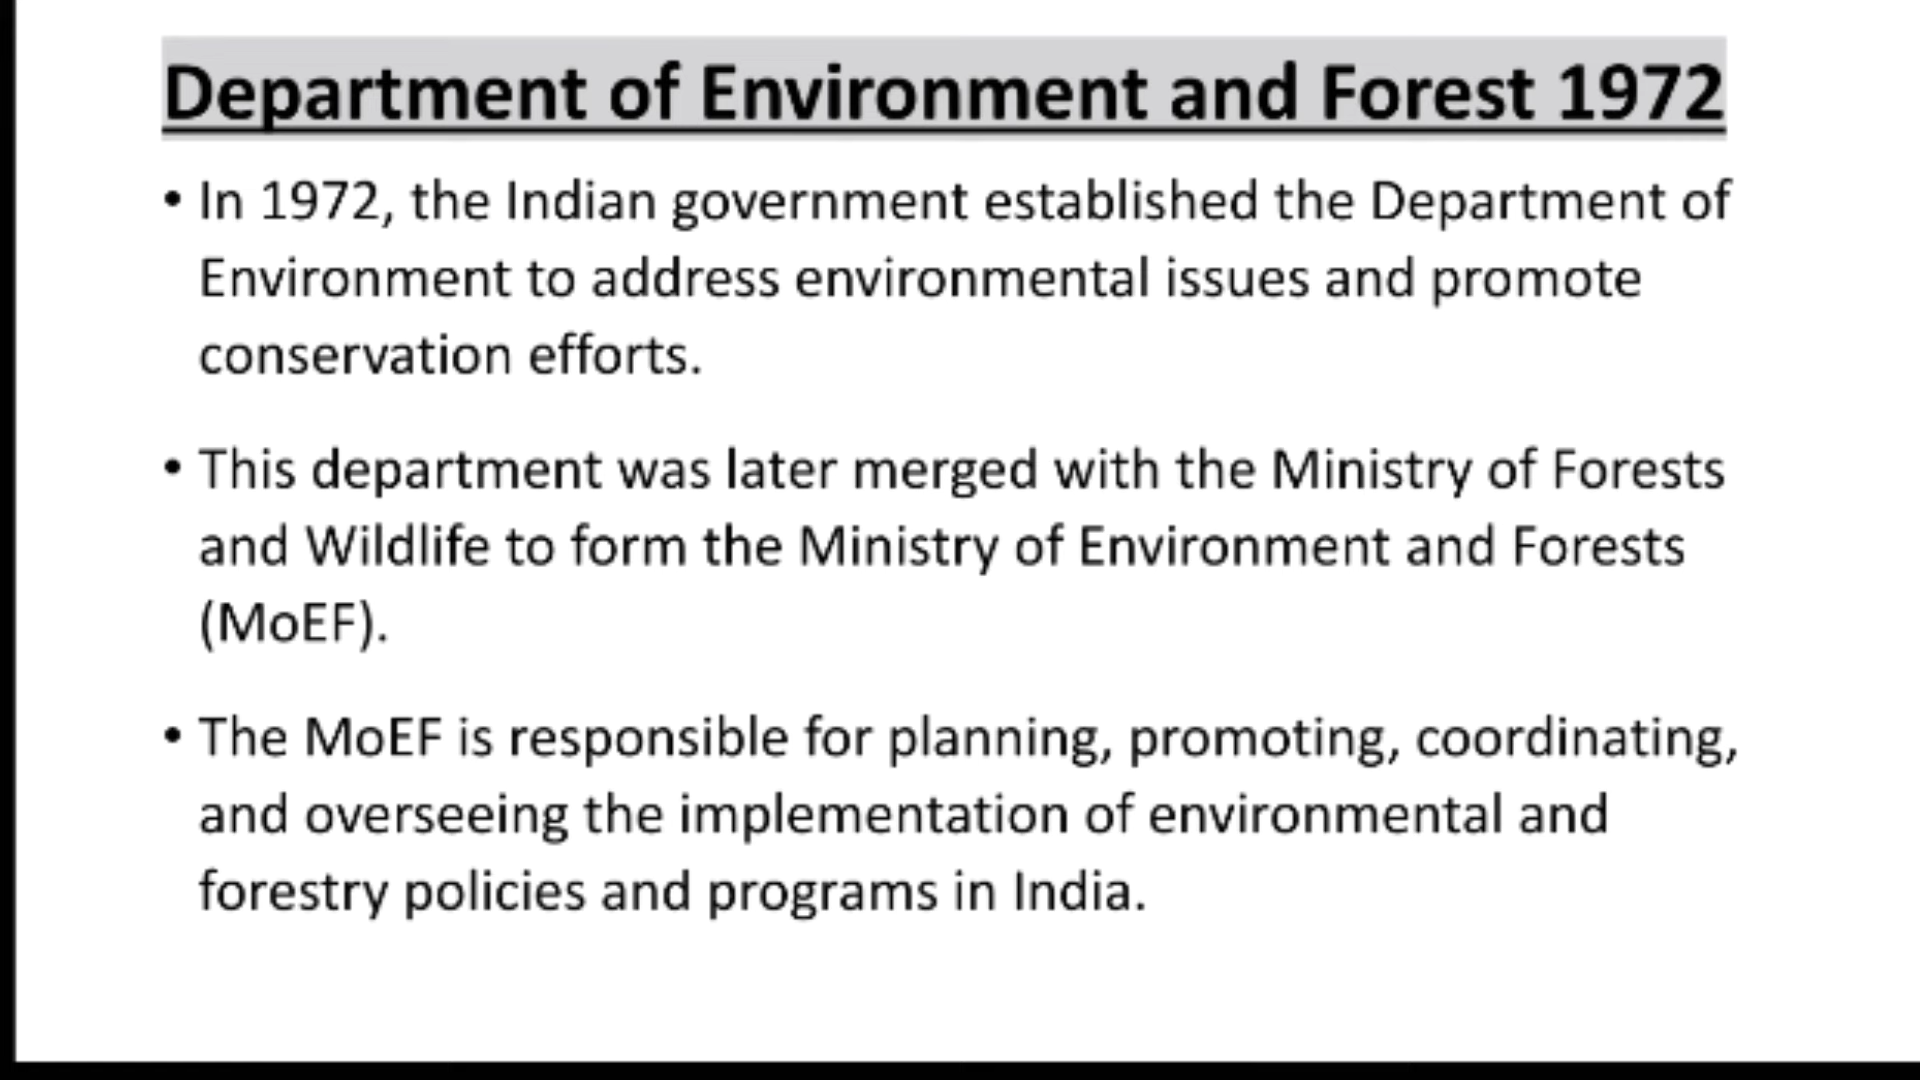 Department of Environment and Forest 1972
• In 1972, the Indian government established the Department of
Environment to address environmental issues and promote
conservation efforts.
• This department was later merged with the Ministry of Forests
and Wildlife to form the Ministry of Environment and Forests
(MoEF).
• The MoEF is responsible for planning, promoting, coordinating,
and overseeing the implementation of environmental and
forestry policies and programs in India.